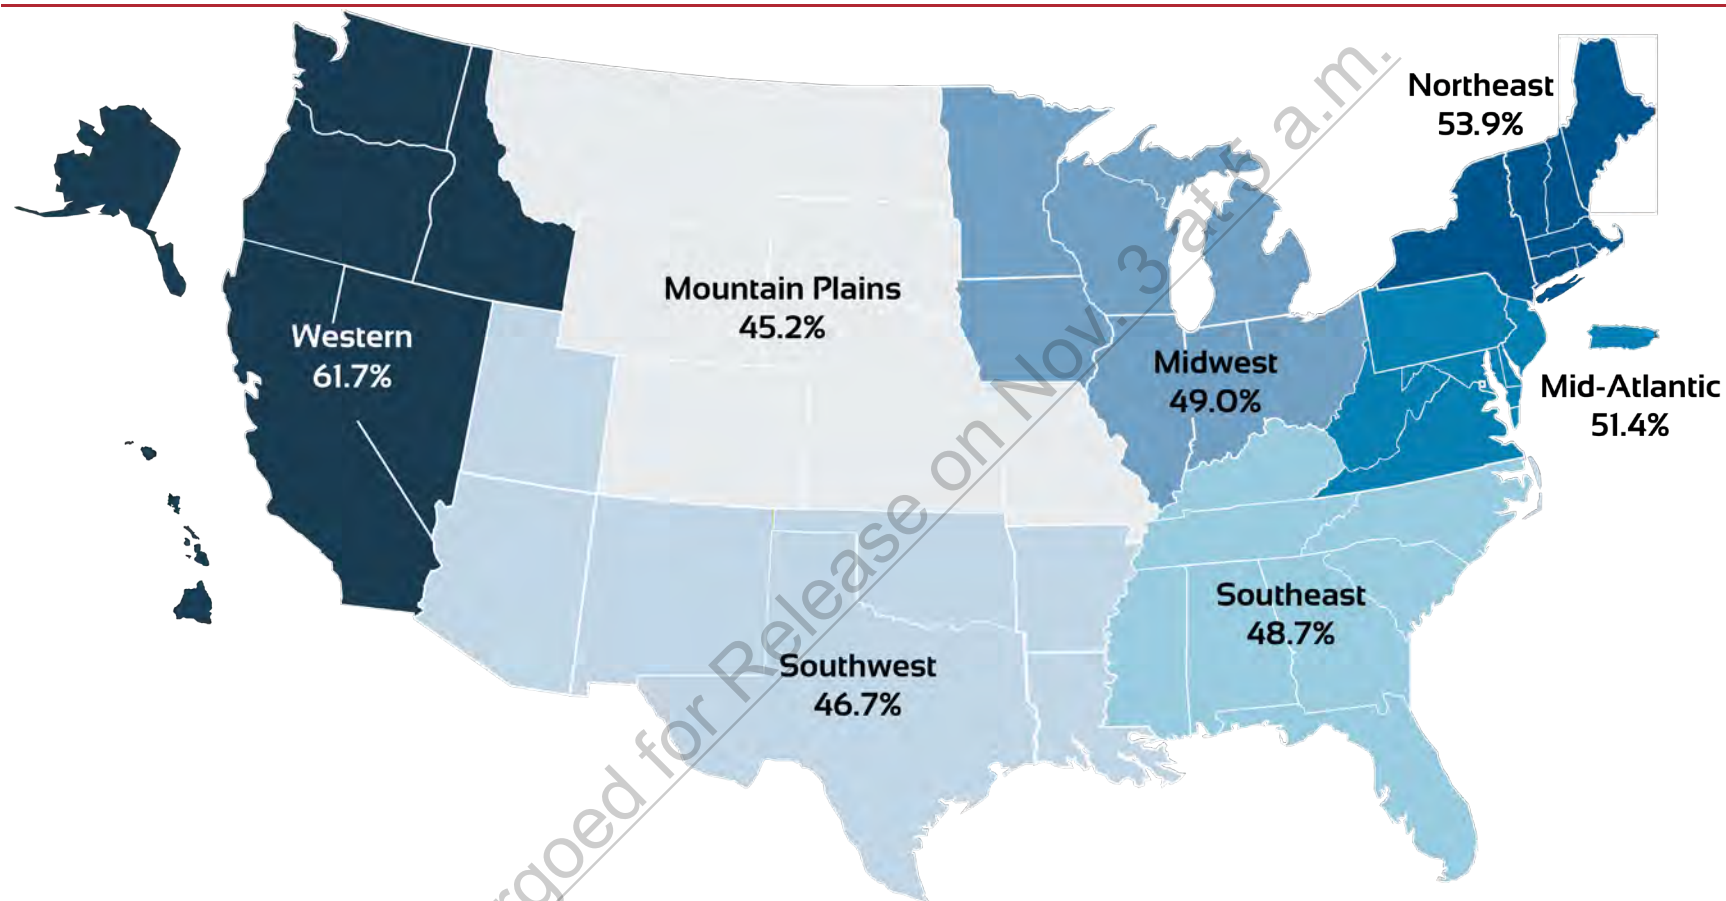 Northeast
53.9%
Mountain Plains
45.2%
Western
61.7%
Midwest
49.0%
Mid-Atlantic
51.4%
Southeast
48.7%
Southwest
46.7%
for Release on Nov. 3 at 5 a.m.